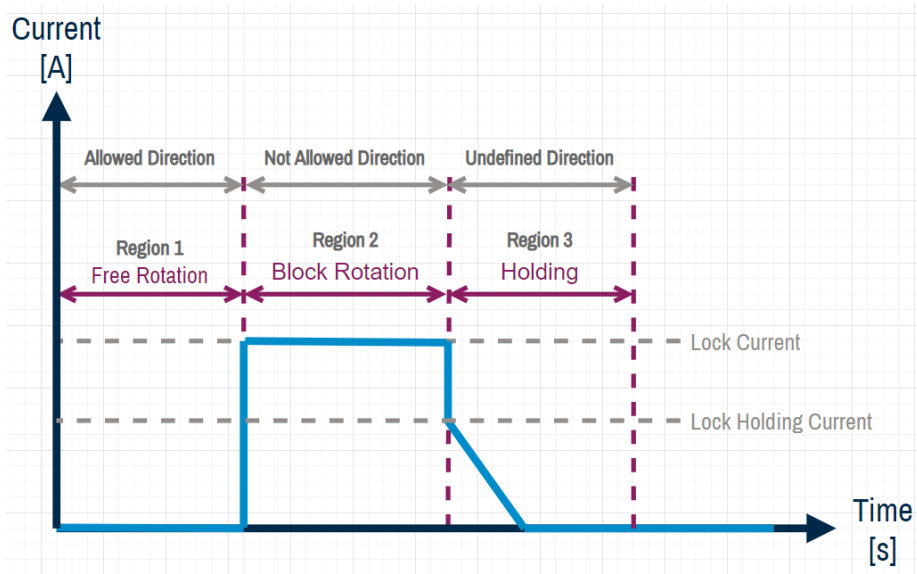 Current
[A]
Allowed Direction
Not Allowed Direction
Undefined Direction
Region 1
Free Rotation
Region 2
Block Rotation
Region 3
Holding
Lock Current
Lock Holding Current
Time
[s]